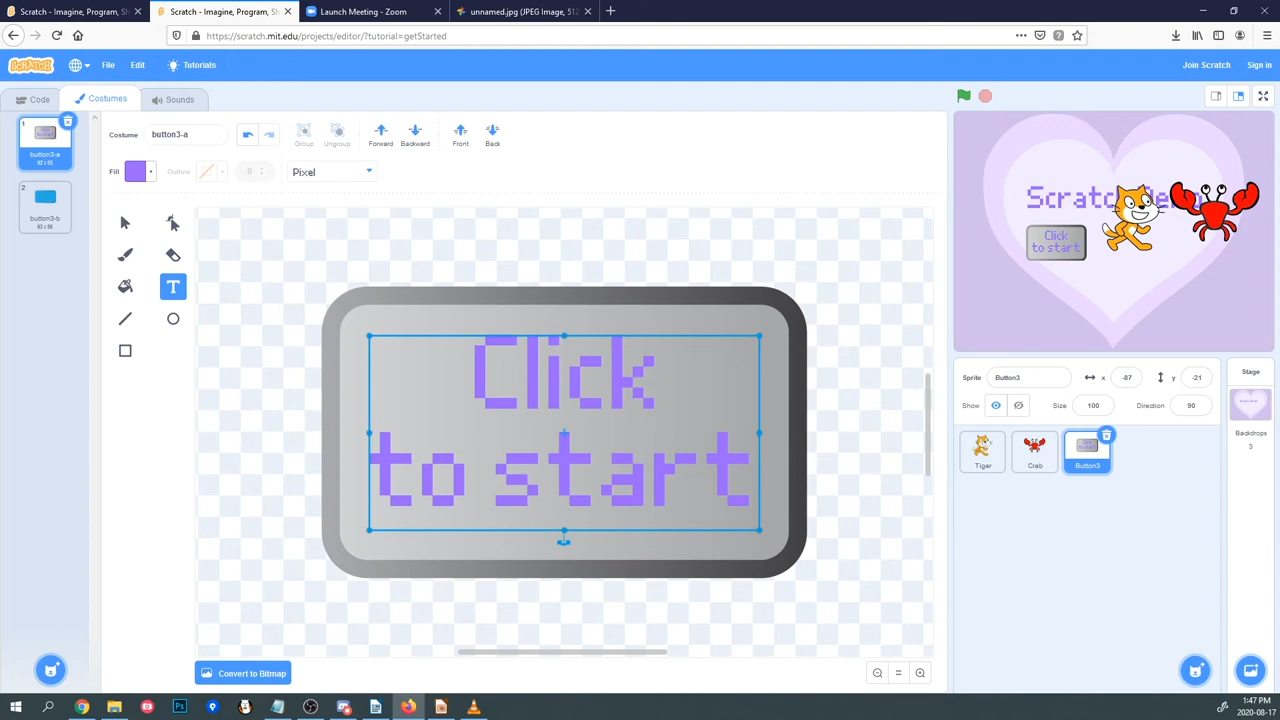 Scratch - Imagine, Program, Sh
Scratch - Imagine, Program, Sh
Launch Meeting - Zoom
unnamed.jpg (JPEG Image, 512
https://scratch.mit.edu/projects/editor/?tutorial=getStarted
SCRATCH
File
Edit
Tutorials
Join Scratch
Sign in
Code
Costumes
Sounds
1
button3-a
2
button3-b
Costume
button3-a
Group
Ungroup
Forward
Backward
Front
Back
Fill
Outline
0
Pixel
T
Click
to start
Convert to Bitmap
Click
to start
Sprite
Button3
x
-87
y
-21
Show
Size
100
Direction
90
Tiger
Crab
Button3
Stage
Backdrops
3
1:47 PM
2020-08-17